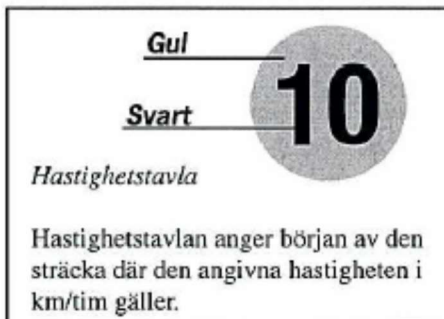 Gul
10
Svart
Hastighetstavla
Hastighetstavlan anger början av den
sträcka där den angivna hastigheten i
km/tim gäller.